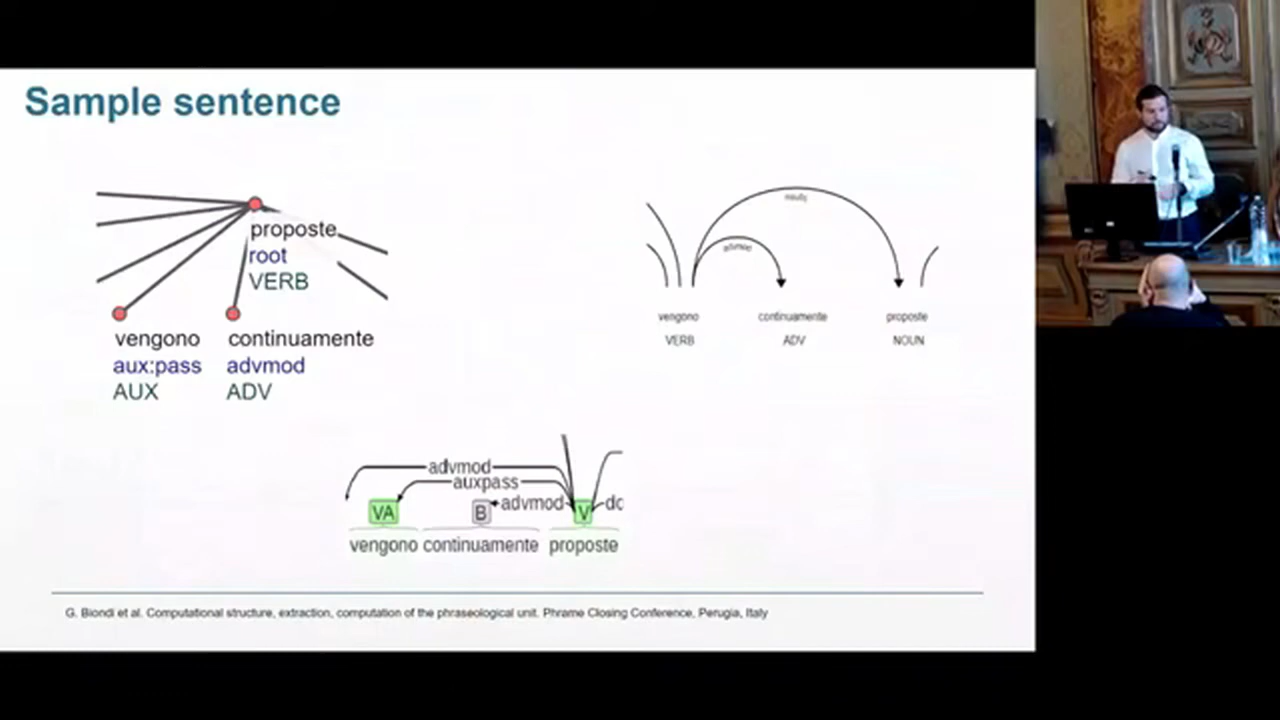 Sample sentence
proposte
root
VERB
vengono continuamente
aux:pass advmod
AUX ADV
advmod
vengono continuamente proposte
VERB ADV NOUN
advmod
auxpass
advmod dc
VA B V
vengono continuamente proposte
G. Biondi et al. Computational structure, extraction, computation of the phraseological unit. Phrame Closing Conference, Perugia, Italy